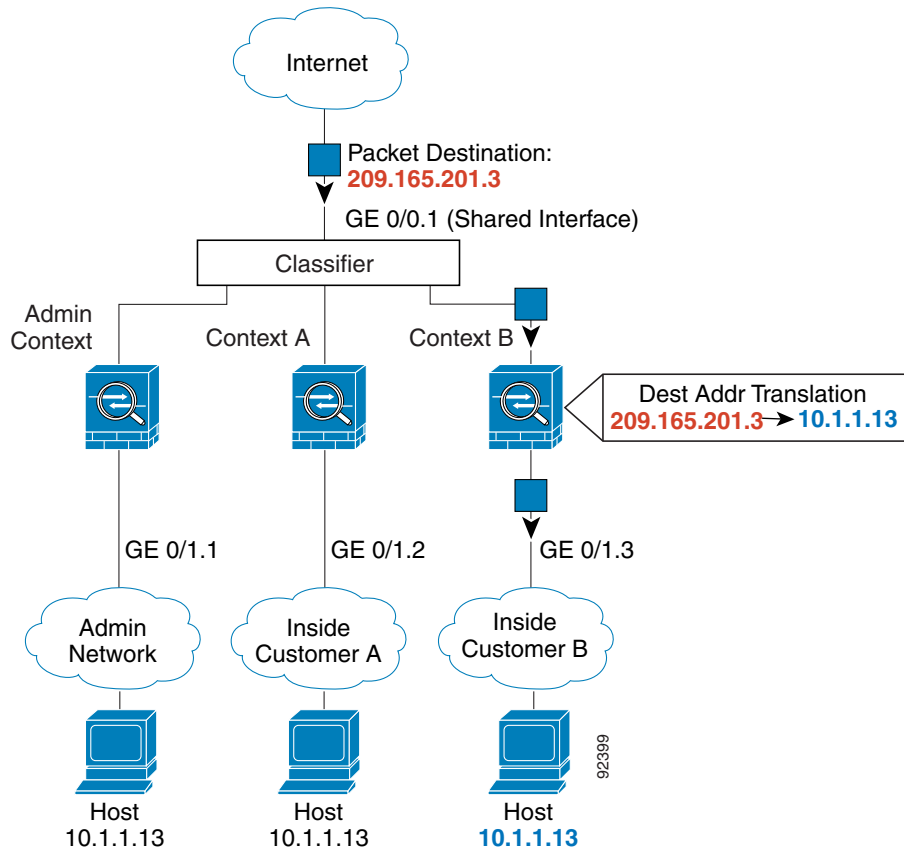 Internet
Packet Destination:
209.165.201.3
GE 0/0.1 (Shared Interface)
Classifier
Admin
Context
Context A
Context B
Dest Addr Translation
209.165.201.3 10.1.1.13
GE 0/1.1
GE 0/1.2
GE 0/1.3
Admin
Network
Inside
Customer A
Inside
Customer B
92399
Host
10.1.1.13
Host
10.1.1.13
Host
10.1.1.13